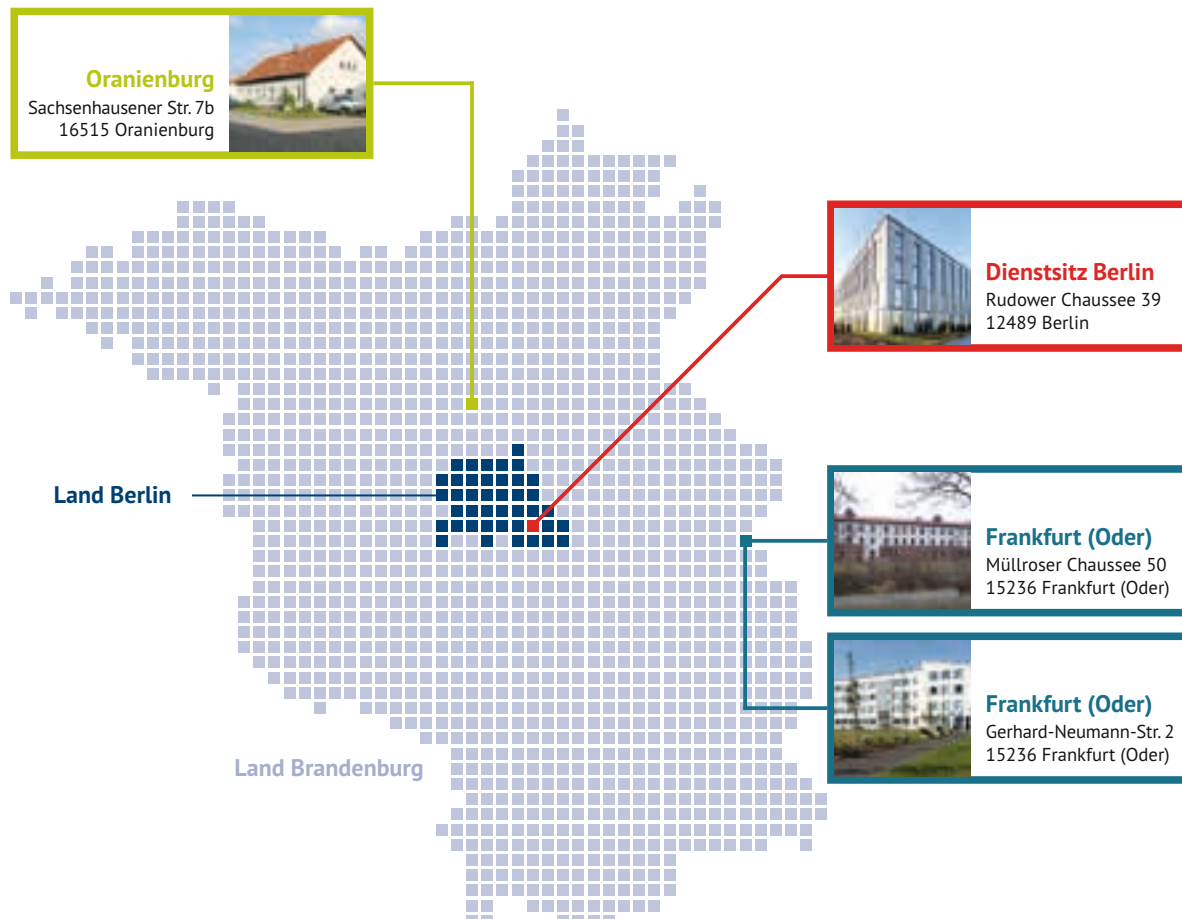 Oranienburg
Sachsenhausener Str. 7b
16515 Oranienburg
Dienstsitz Berlin
Rudower Chaussee 39
12489 Berlin
Land Berlin
Frankfurt (Oder)
Müllroser Chaussee 50
15236 Frankfurt (Oder)
Frankfurt (Oder)
Gerhard-Neumann-Str. 2
15236 Frankfurt (Oder)
Land Brandenburg